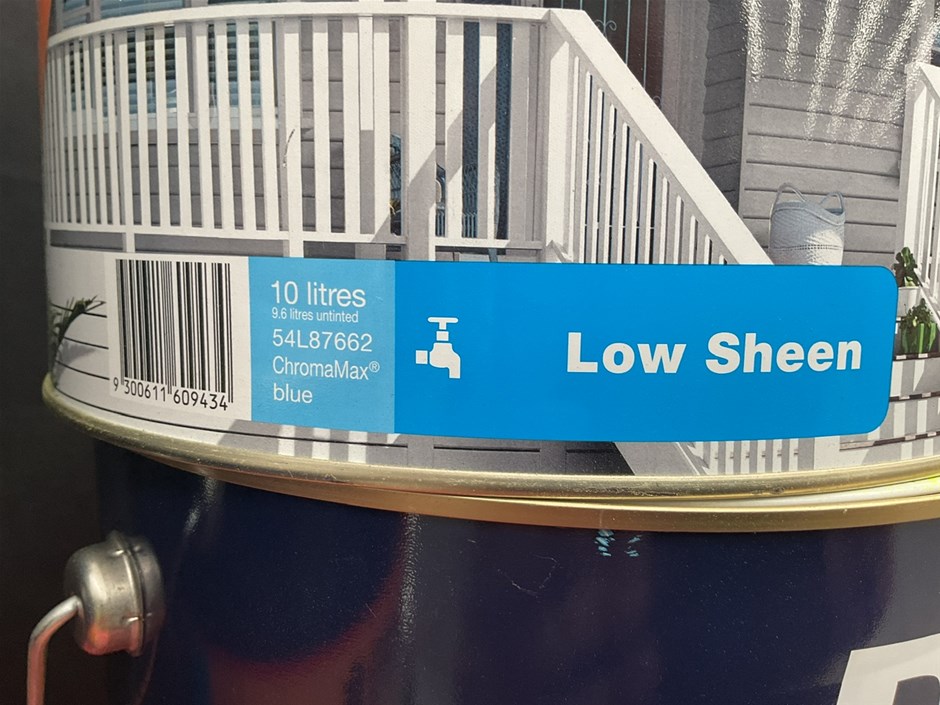 10 litres
9.6 litres untinted
54L87662
ChromaMax®
blue
Low Sheen
9 300611 609434